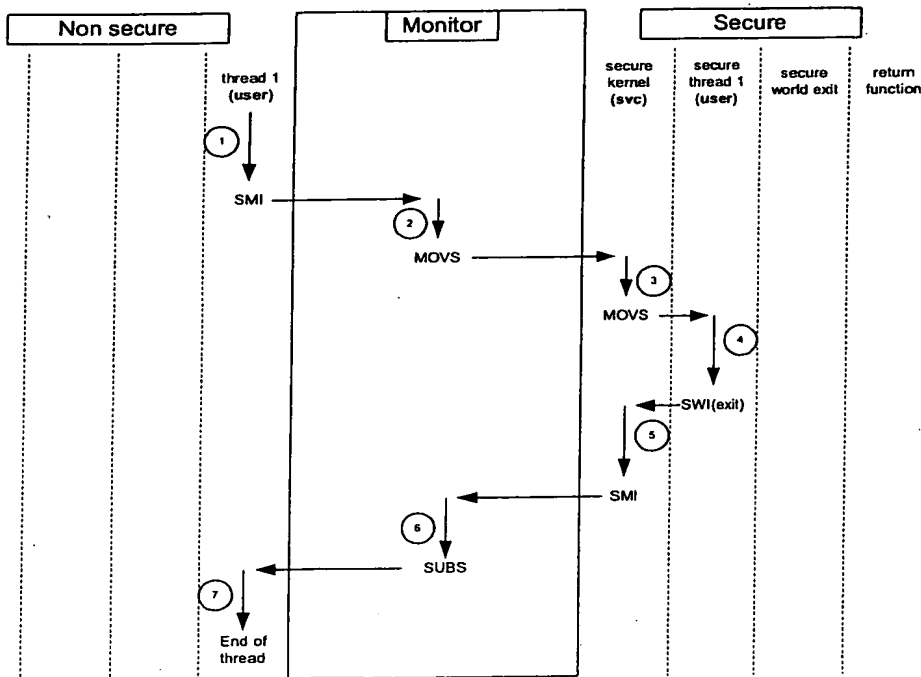 Non secure
Monitor
Secure
thread 1
(user)
secure
kernel
(svc)
secure
thread 1
(user)
secure
world exit
return
function
1
SMI
2
MOVS
3
MOVS
4
SWI(exit)
5
SMI
6
SUBS
7
End of
thread